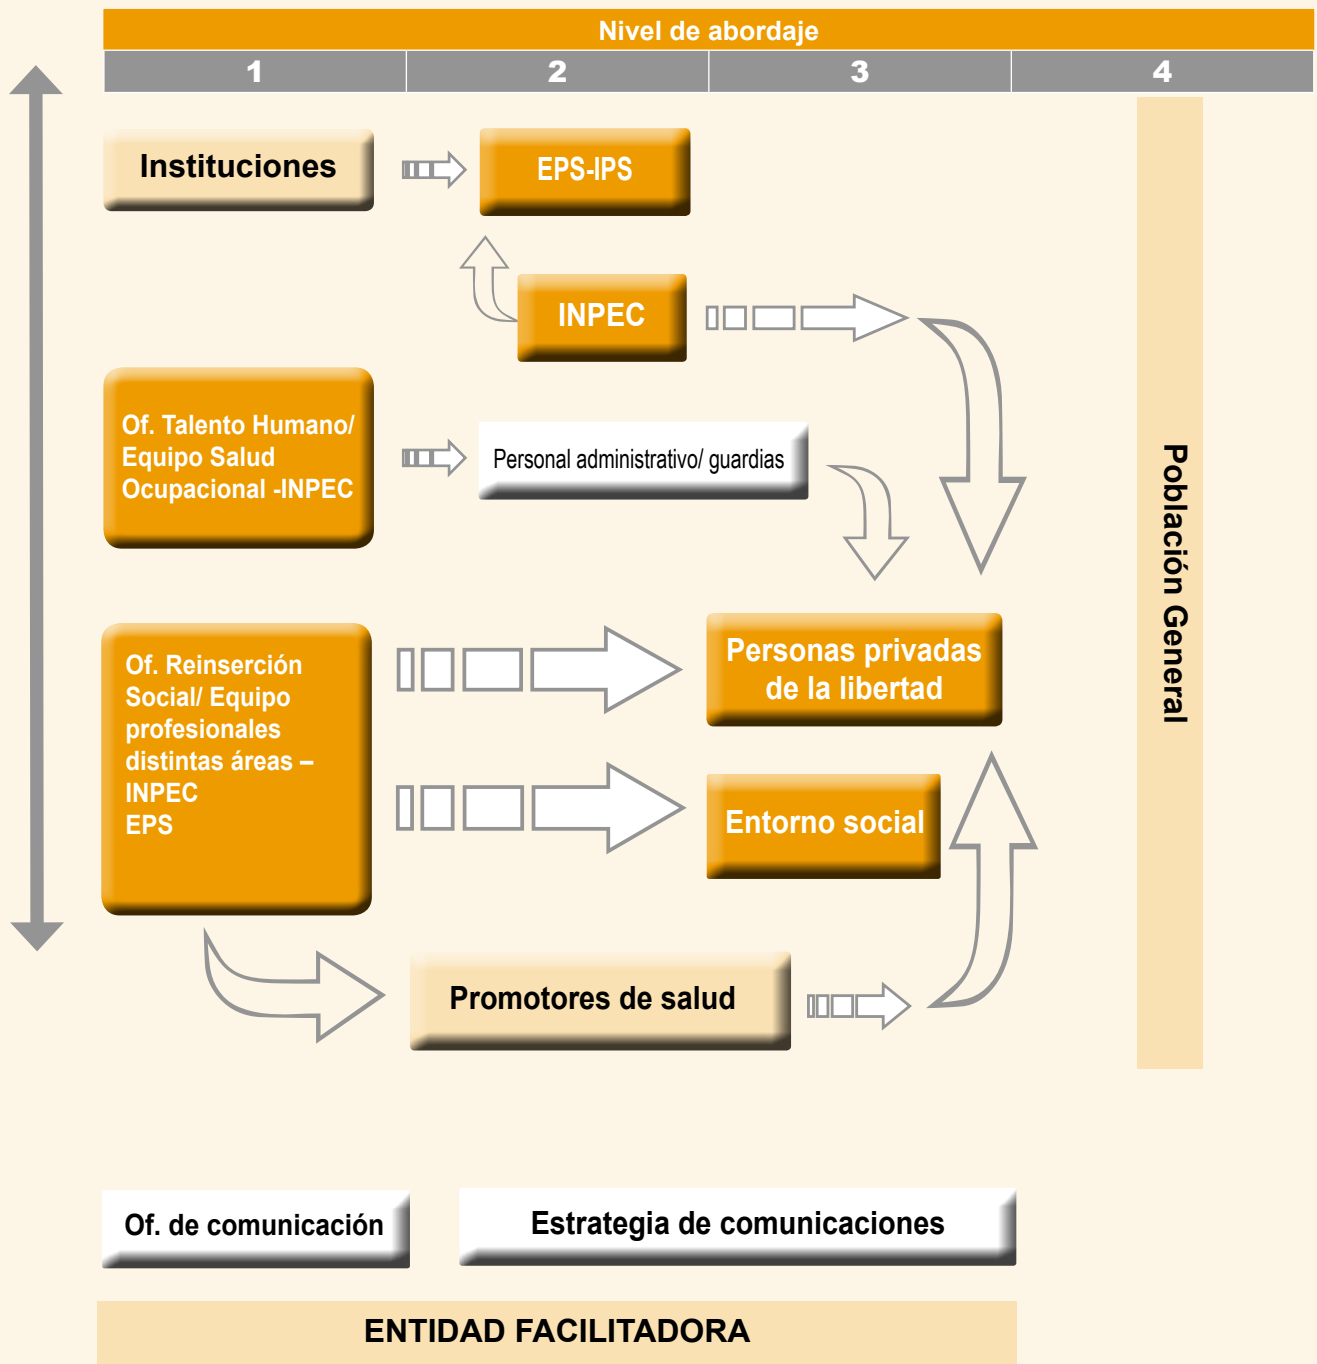 Nivel de abordaje
1 2 3 4
Instituciones
EPS-IPS
INPEC
Of. Talento Humano/
Equipo Salud
Ocupacional -INPEC
Personal administrativo/ guardias
Of. Reinserción
Social/ Equipo
profesionales
distintas áreas –
INPEC
EPS
Personas privadas
de la libertad
Entorno social
Promotores de salud
Población General
Of. de comunicación
Estrategia de comunicaciones
ENTIDAD FACILITADORA